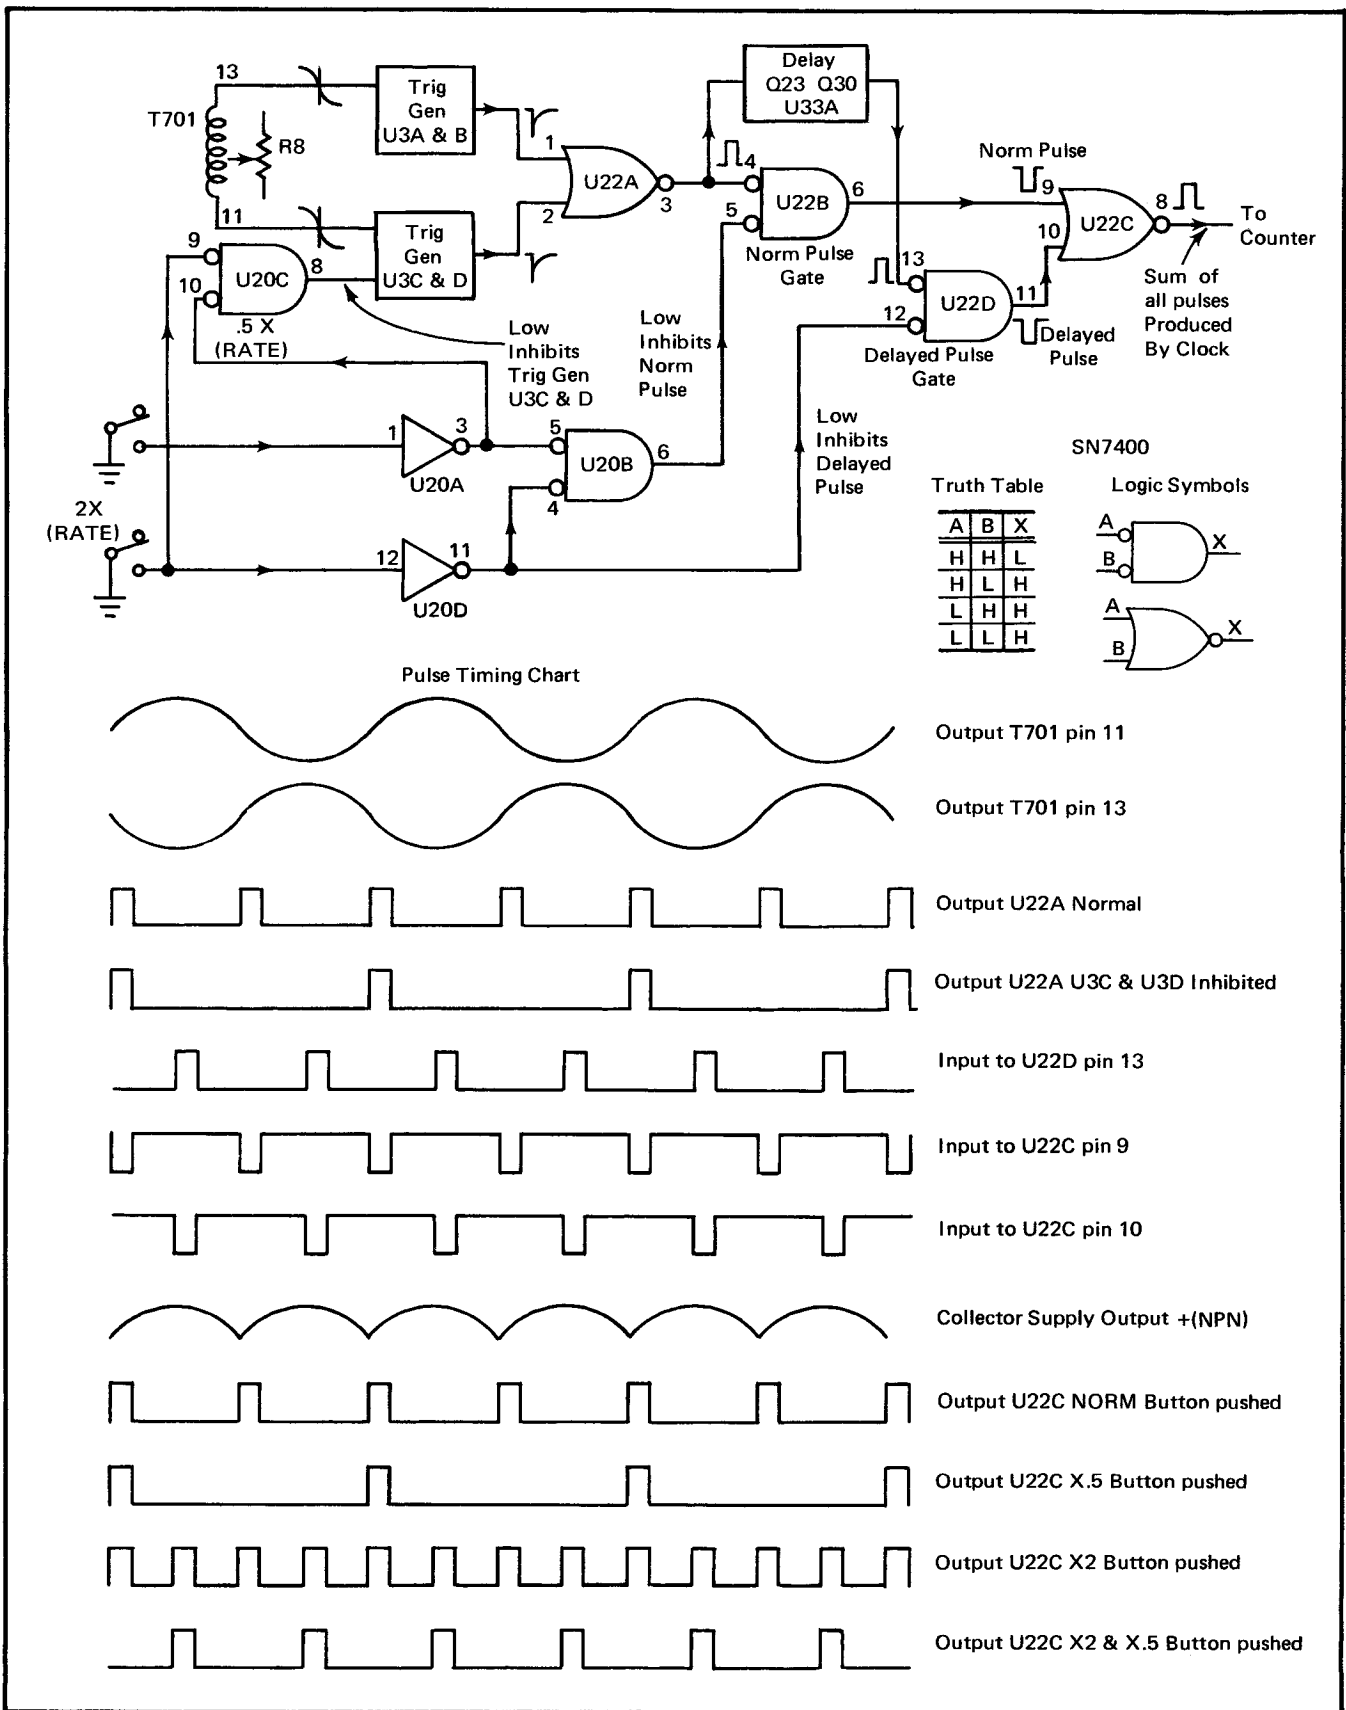 13
T701
R8
Trig
Gen
U3A & B
11
Trig
Gen
U3C & D
9
10
U20C
8
.5 X
(RATE)
Low
Inhibits
Trig Gen
U3C & D
1
2
U22A
3
Delay
Q23 Q30
U33A
4
5
U22B
6
Norm Pulse
Gate
Norm Pulse
9
10
U22C
8
To
Counter
Sum of
all pulses
Produced
By Clock
13
12
U22D
11
Delayed
Pulse
Delayed Pulse
Gate
Low
Inhibits
Norm
Pulse
Low
Inhibits
Delayed
Pulse
2X
(RATE)
1
3
U20A
12
11
U20D
5
4
U20B
6
SN7400
Truth Table
Logic Symbols
A B X
H H L
H L H
L H H
L L H
A
B
X
A
B
X
Pulse Timing Chart
Output T701 pin 11
Output T701 pin 13
Output U22A Normal
Output U22A U3C & U3D Inhibited
Input to U22D pin 13
Input to U22C pin 9
Input to U22C pin 10
Collector Supply Output +(NPN)
Output U22C NORM Button pushed
Output U22C X.5 Button pushed
Output U22C X2 Button pushed
Output U22C X2 & X.5 Button pushed